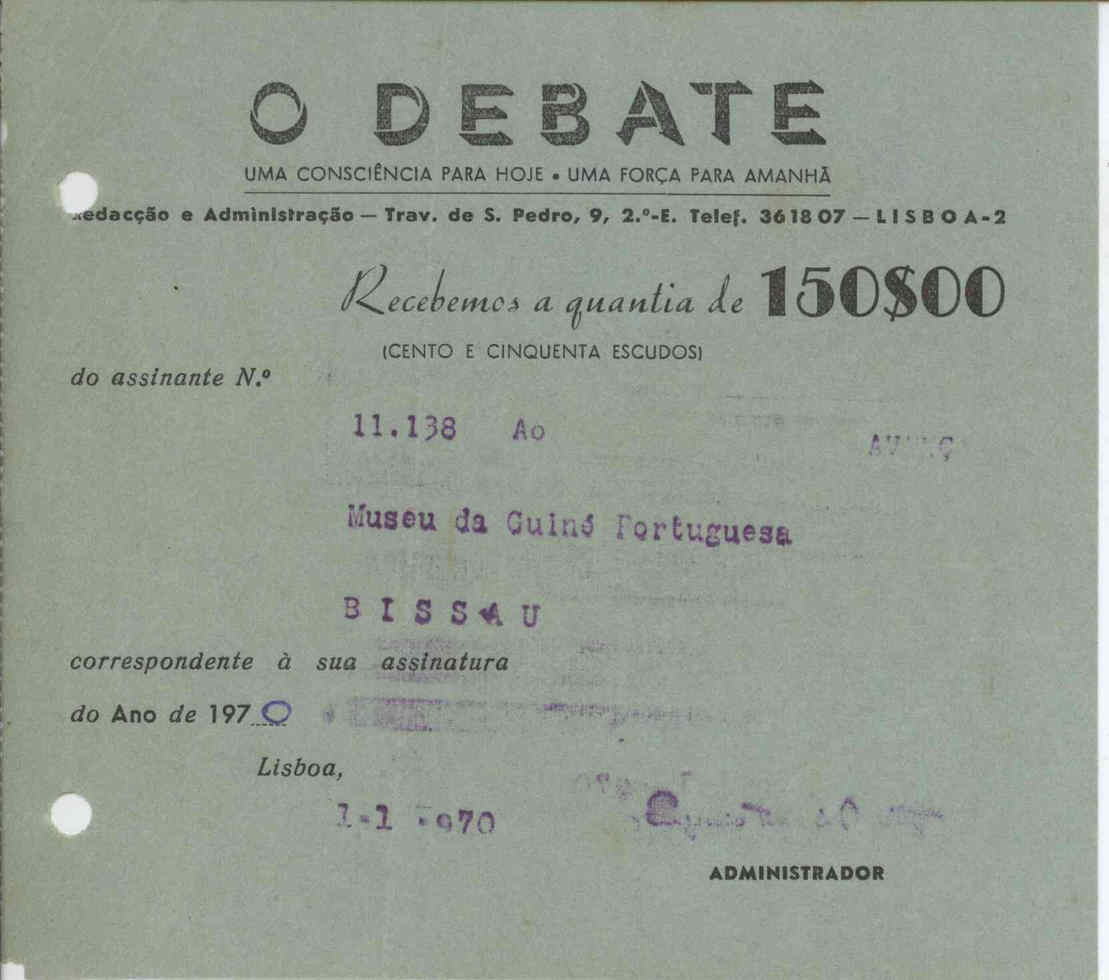 O DEBATE
UMA CONSCIÊNCIA PARA HOJE • UMA FORÇA PARA AMANHÃ
Redacção e Administração — Trav. de S. Pedro, 9, 2.º-E. Telef. 36 18 07 — LISBOA-2
Recebemos a quantia de 150$00
(CENTO E CINQUENTA ESCUDOS)
do assinante N.º
11.138 Ao
Museu da Guiné Portuguesa
BISSAU
correspondente à sua assinatura
do Ano de 1970
Lisboa,
1-1-970
ADMINISTRADOR